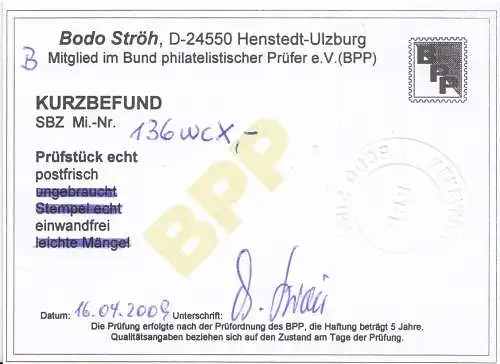 Bodo Ströh, D-24550 Henstedt-Ulzburg
B Mitglied im Bund philatelistischer Prüfer e.V.(BPP)
BPP
KURZBEFUND
SBZ Mi.-Nr. 136wcX,-
Prüfstück echt
postfrisch
ungebraucht
Stempel echt
einwandfrei
leichte Mängel
BPP
Datum: 16.04.2009 Unterschrift:
Die Prüfung erfolgte nach der Prüfordnung des BPP, die Haftung beträgt 5 Jahre.
Qualitätsangaben beziehen sich auf den Zustand am Tage der Prüfung.